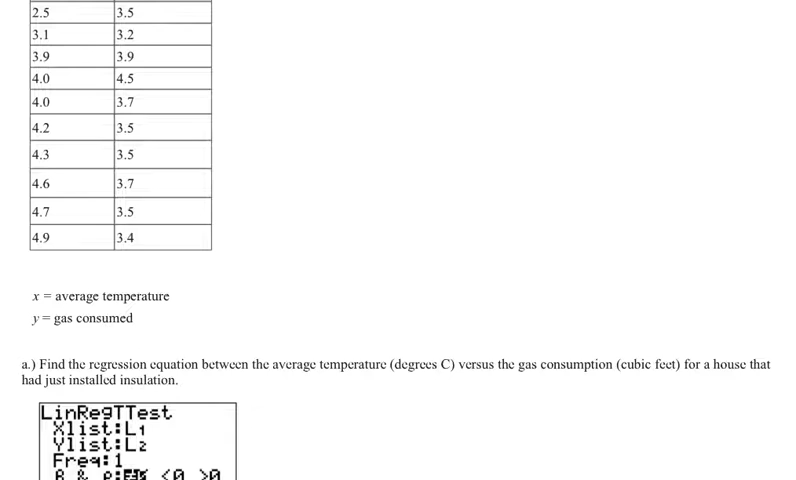 2.5 3.5
3.1 3.2
3.9 3.9
4.0 4.5
4.0 3.7
4.2 3.5
4.3 3.5
4.6 3.7
4.7 3.5
4.9 3.4
x = average temperature
y = gas consumed
a.) Find the regression equation between the average temperature (degrees C) versus the gas consumption (cubic feet) for a house that
had just installed insulation.
LinRegTTest
Xlist:L1
Ylist:L2
Freq:1
<0 >0